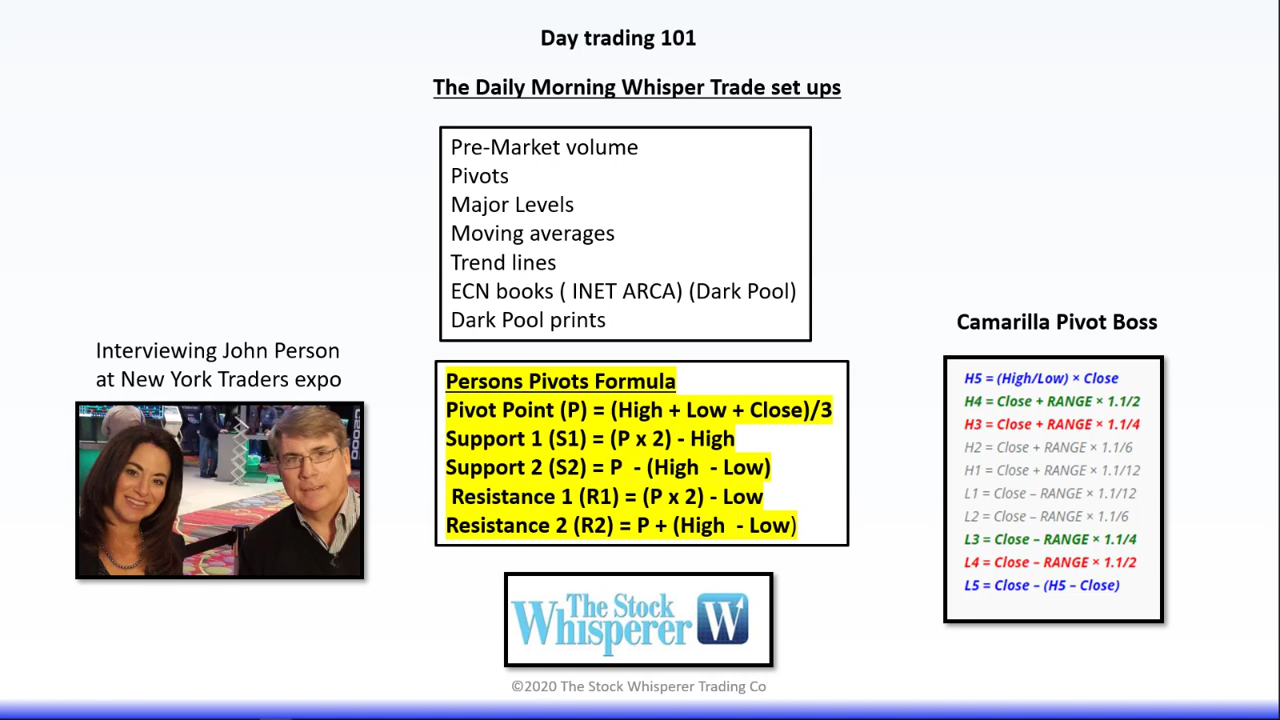 Day trading 101
The Daily Morning Whisper Trade set ups
Pre-Market volume
Pivots
Major Levels
Moving averages
Trend lines
ECN books ( INET ARCA) (Dark Pool)
Dark Pool prints
Interviewing John Person
at New York Traders expo
Persons Pivots Formula
Pivot Point (P) = (High + Low + Close)/3
Support 1 (S1) = (P x 2) - High
Support 2 (S2) = P - (High - Low)
Resistance 1 (R1) = (P x 2) - Low
Resistance 2 (R2) = P + (High - Low)
Camarilla Pivot Boss
H5 = (High/Low) × Close
H4 = Close + RANGE × 1.1/2
H3 = Close + RANGE × 1.1/4
H2 = Close + RANGE × 1.1/6
H1 = Close + RANGE × 1.1/12
L1 = Close – RANGE × 1.1/12
L2 = Close – RANGE × 1.1/6
L3 = Close – RANGE × 1.1/4
L4 = Close – RANGE × 1.1/2
L5 = Close – (H5 – Close)
The Stock
Whisperer W
©2020 The Stock Whisperer Trading Co